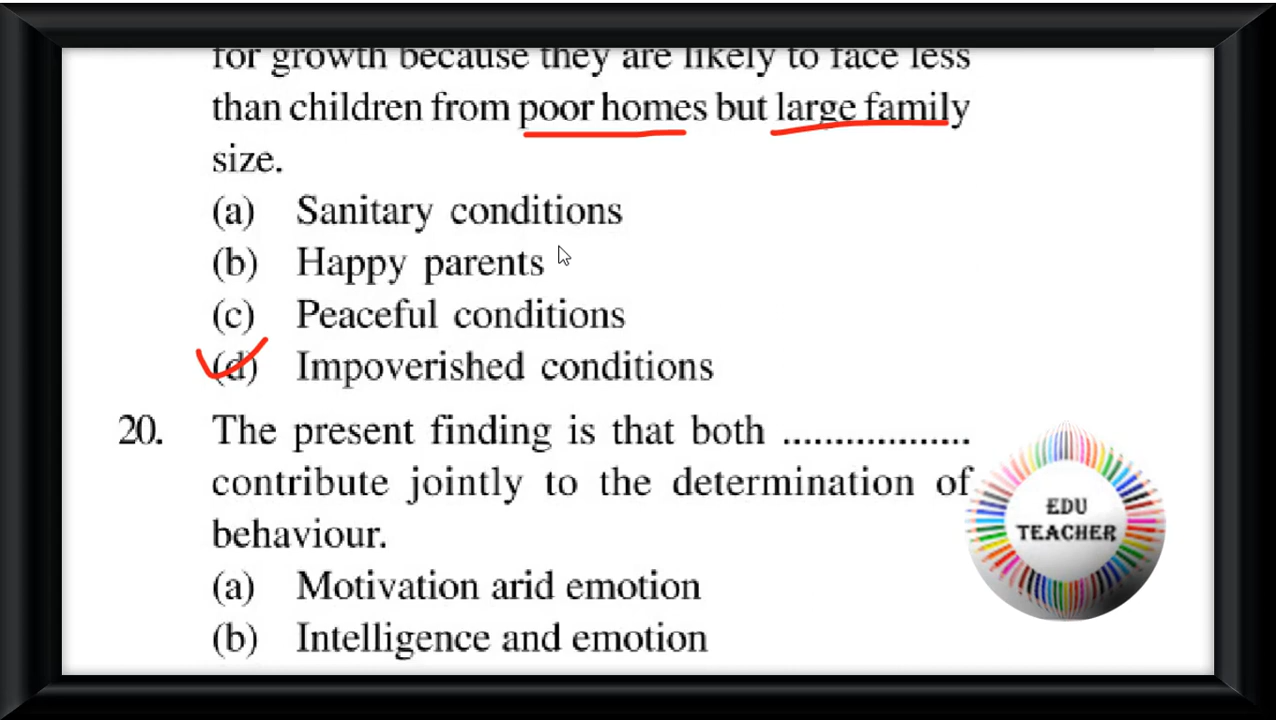 for growth because they are likely to face less
than children from poor homes but large family
size.
(a) Sanitary conditions
(b) Happy parents
(c) Peaceful conditions
(d) Impoverished conditions
20. The present finding is that both ...................
contribute jointly to the determination of
behaviour.
(a) Motivation arid emotion
(b) Intelligence and emotion
EDU
TEACHER